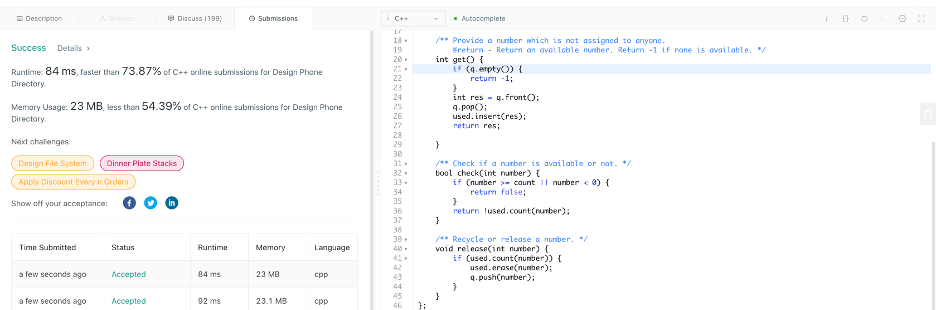 Description
Solution
Discuss (199)
Submissions
Success
Details ›
Runtime: 84 ms, faster than 73.87% of C++ online submissions for Design Phone
Directory.
Memory Usage: 23 MB, less than 54.39% of C++ online submissions for Design Phone
Directory.
Next challenges:
Design File System
Dinner Plate Stacks
Apply Discount Every n Orders
Show off your acceptance:
Time Submitted Status Runtime Memory Language
a few seconds ago Accepted 84 ms 23 MB cpp
a few seconds ago Accepted 92 ms 23.1 MB cpp
i C++ Autocomplete
17
18 /** Provide a number which is not assigned to anyone.
19 @return - Return an available number. Return -1 if none is available. */
20 int get() {
21 if (q.empty()) {
22 return -1;
23 }
24 int res = q.front();
25 q.pop();
26 used.insert(res);
27 return res;
28
29 }
30
31 /** Check if a number is available or not. */
32 bool check(int number) {
33 if (number >= count || number < 0) {
34 return false;
35 }
36 return !used.count(number);
37 }
38
39 /** Recycle or release a number. */
40 void release(int number) {
41 if (used.count(number)) {
42 used.erase(number);
43 q.push(number);
44 }
45 }
46 };